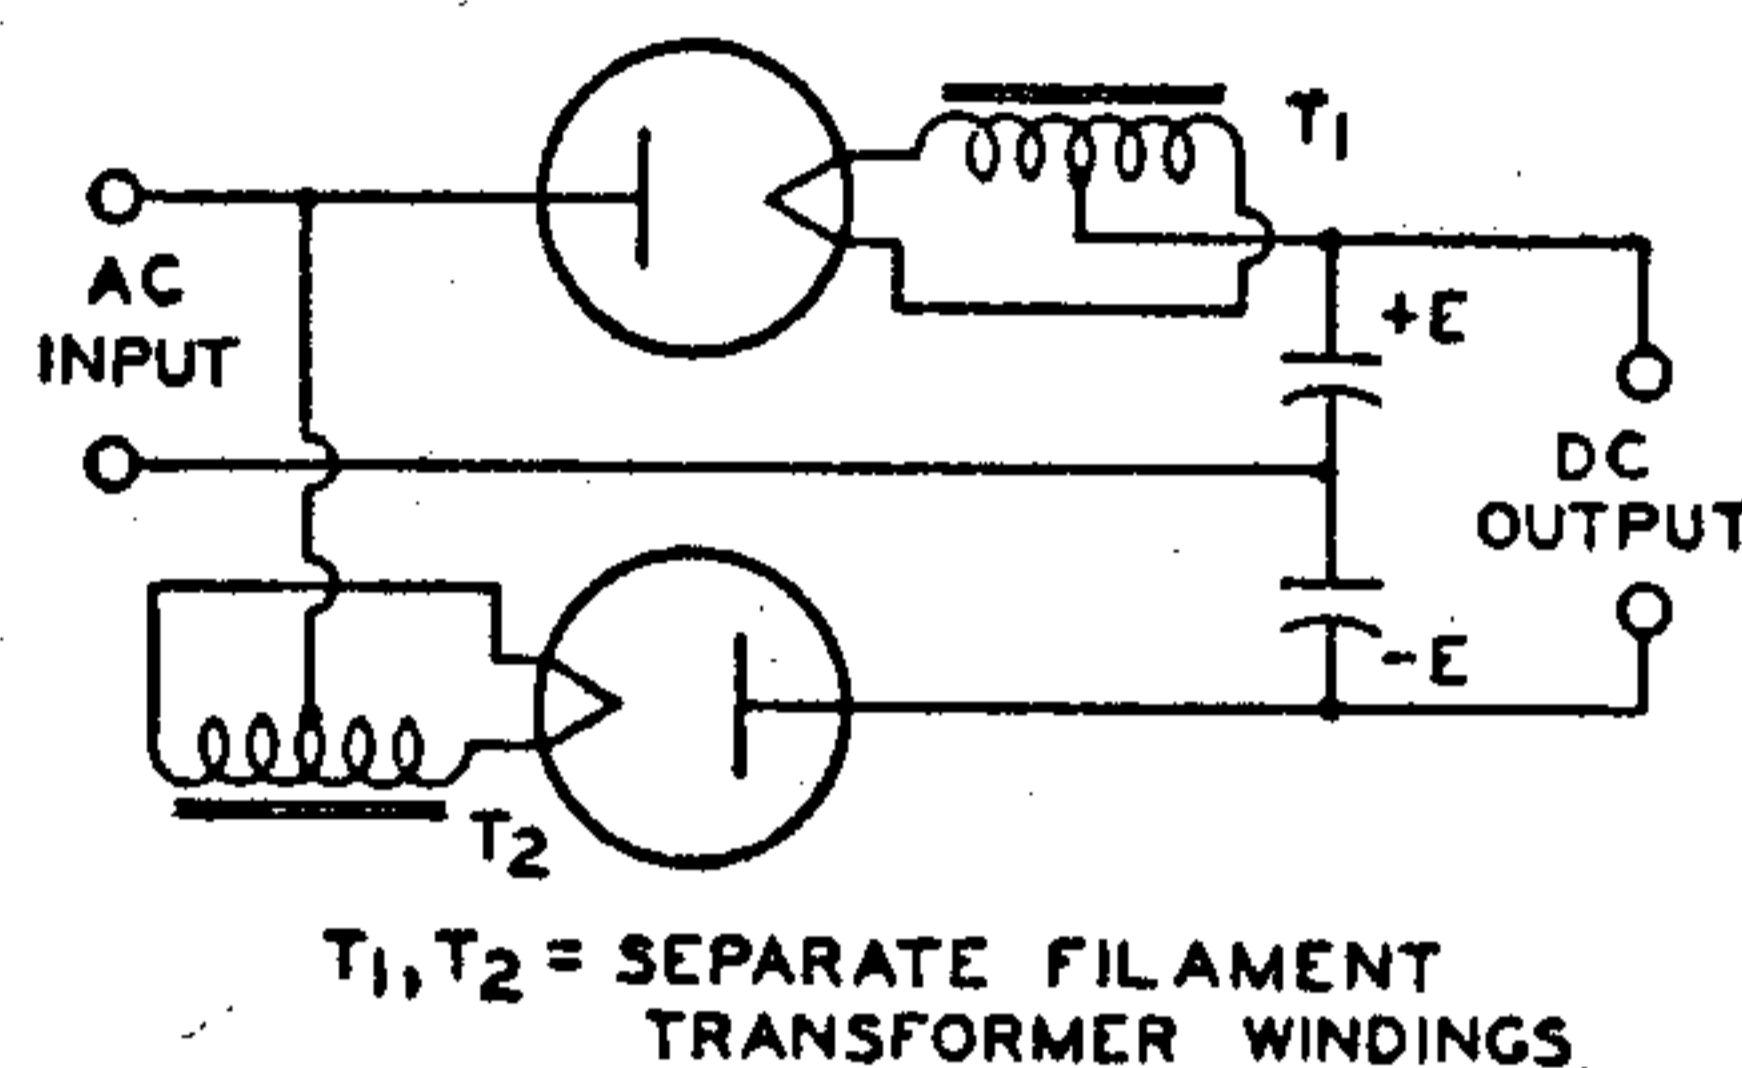 T1
AC
INPUT
+E
DC
OUTPUT
-E
T2
T1, T2 = SEPARATE FILAMENT
TRANSFORMER WINDINGS